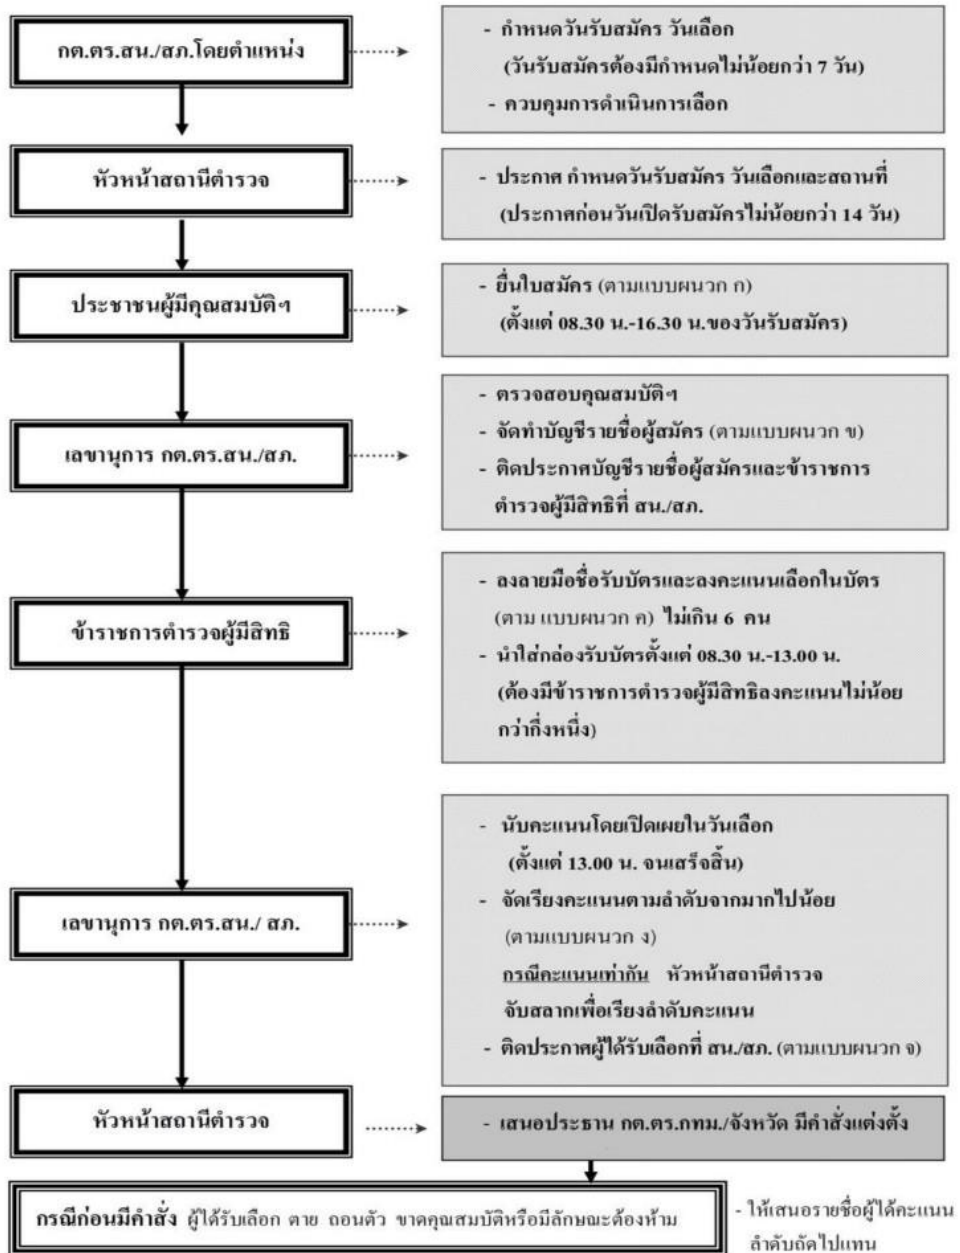 กต.ตร.สน./สภ.โดยตำแหน่ง
- กำหนดวันรับสมัคร วันเลือก
(วันรับสมัครต้องมีกำหนดไม่น้อยกว่า 7 วัน)
- ควบคุมการดำเนินการเลือก
หัวหน้าสถานีตำรวจ
- ประกาศ กำหนดวันรับสมัคร วันเลือกและสถานที่
(ประกาศก่อนวันเปิดรับสมัครไม่น้อยกว่า 14 วัน)
ประชาชนผู้มีคุณสมบัติฯ
- ยื่นใบสมัคร (ตามแบบผนวก ก)
(ตั้งแต่ 08.30 น.-16.30 น.ของวันรับสมัคร)
เลขานุการ กต.ตร.สน./สภ.
- ตรวจสอบคุณสมบัติฯ
- จัดทำบัญชีรายชื่อผู้สมัคร (ตามแบบผนวก ข)
- ติดประกาศบัญชีรายชื่อผู้สมัครและข้าราชการ
ตำรวจผู้มีสิทธิที่ สน./สภ.
ข้าราชการตำรวจผู้มีสิทธิ
- ลงลายมือชื่อรับบัตรและลงคะแนนเลือกในบัตร
(ตาม แบบผนวก ค) ไม่เกิน 6 คน
- นำใส่กล่องรับบัตรตั้งแต่ 08.30 น.-13.00 น.
(ต้องมีข้าราชการตำรวจผู้มีสิทธิลงคะแนนไม่น้อย
กว่ากึ่งหนึ่ง)
เลขานุการ กต.ตร.สน./ สภ.
- นับคะแนนโดยเปิดเผยในวันเลือก
(ตั้งแต่ 13.00 น. จนเสร็จสิ้น)
- จัดเรียงคะแนนตามลำดับจากมากไปน้อย
(ตามแบบผนวก ง)
กรณีคะแนนเท่ากัน หัวหน้าสถานีตำรวจ
จับสลากเพื่อเรียงลำดับคะแนน
- ติดประกาศผู้ได้รับเลือกที่ สน./สภ. (ตามแบบผนวก จ)
หัวหน้าสถานีตำรวจ
- เสนอประธาน กต.ตร.กทม./จังหวัด มีคำสั่งแต่งตั้ง
กรณีก่อนมีคำสั่ง ผู้ได้รับเลือก ตาย ถอนตัว ขาดคุณสมบัติหรือมีลักษณะต้องห้าม
- ให้เสนอรายชื่อผู้ได้คะแนน
ลำดับถัดไปแทน